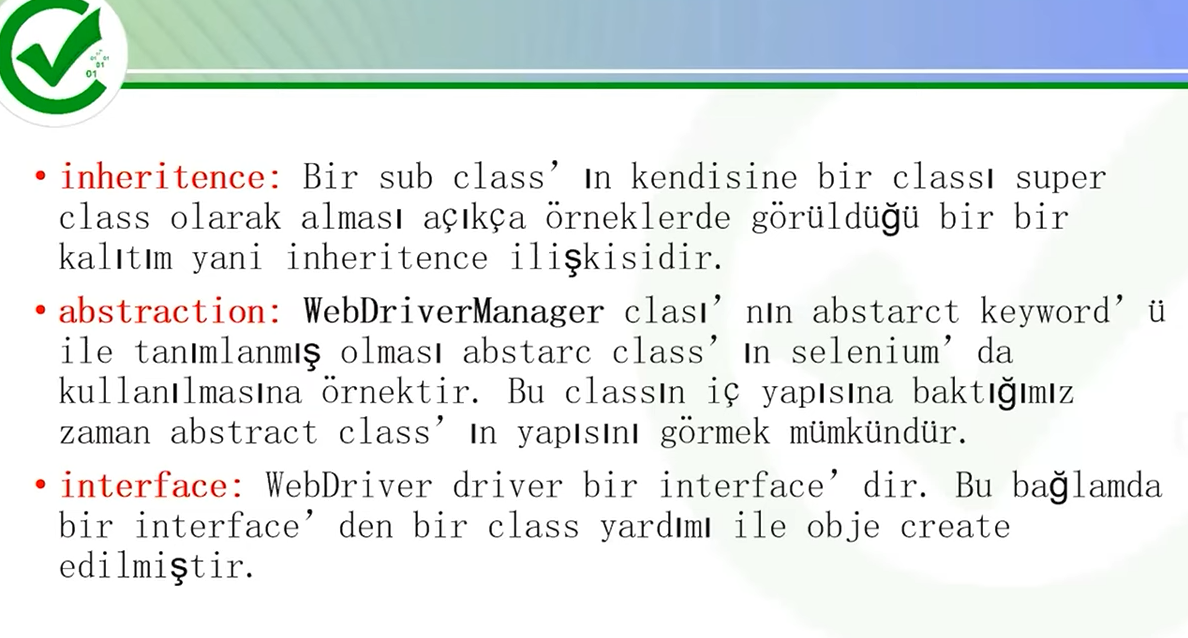 01 01
01
01
• inheritence: Bir sub class’ ın kendisine bir classı super
class olarak alması açıkça örneklerde görüldüğü bir bir
kalıtım yani inheritence ilişkisidir.
• abstraction: WebDriverManager clası’ nın abstarct keyword’ ü
ile tanımlanmış olması abstarc class’ ın selenium’ da
kullanılmasına örnektir. Bu classın iç yapısına baktığımız
zaman abstract class’ ın yapısını görmek mümkündür.
• interface: WebDriver driver bir interface’ dir. Bu bağlamda
bir interface’ den bir class yardımı ile obje create
edilmiştir.